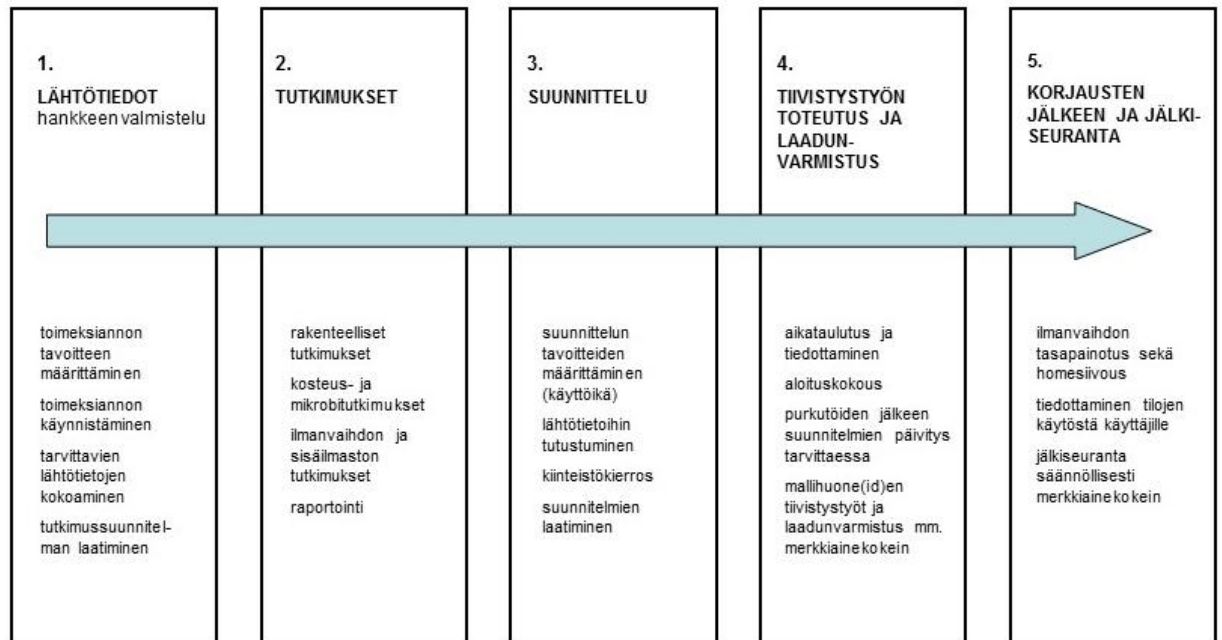 1.
LÄHTÖTIEDOT
hankkeen valmistelu
toimeksiannon
tavoitteen
määrittäminen
toimeksiannon
käynnistäminen
tarvittavien
lähtötietojen
kokoaminen
tutkimussuunnitel-
man laatiminen
2.
TUTKIMUKSET
rakenteelliset
tutkimukset
kosteus- ja
mikrobitutkimukset
ilmanvaihdon ja
sisäilmaston
tutkimukset
raportointi
3.
SUUNNITTELU
suunnittelun
tavoitteiden
määrittäminen
(käyttöikä)
lähtötietoihin
tutustuminen
kiinteistökierros
suunnitelmien
laatiminen
4.
TIIVISTYSTYÖN
TOTEUTUS JA
LAADUN-
VARMISTUS
aikataulutus ja
tiedottaminen
aloituskokous
purkutöiden jälkeen
suunnitelmien päivitys
tarvittaessa
mallihuone(id)en
tiivistystyöt ja
laadunvarmistus mm.
merkkiainekokein
5.
KORJAUSTEN
JÄLKEEN JA JÄLKI-
SEURANTA
ilmanvaihdon
tasapainotus sekä
homesiivous
tiedottaminen tilojen
käytöstä käyttäjille
jälkiseuranta
säännöllisesti
merkkiainekokein